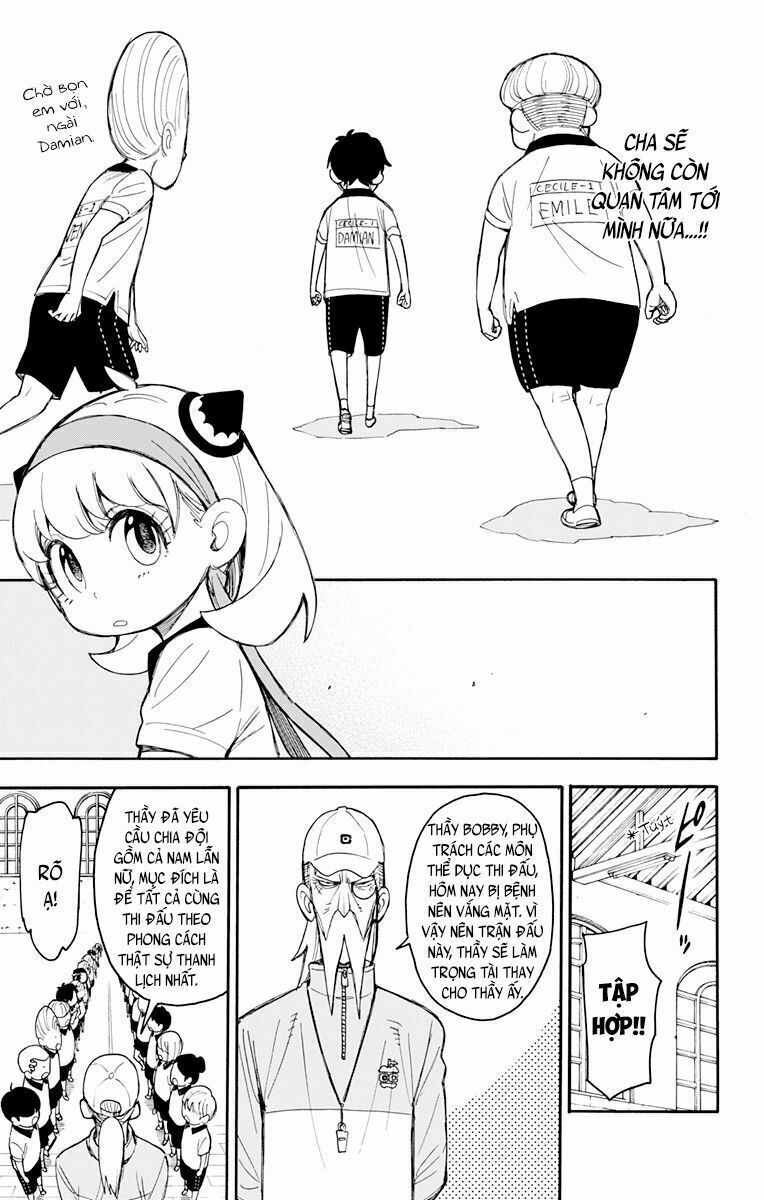 CHA SẼ
KHÔNG CÒN
QUAN TÂM TỚI
MÌNH NỮA...!!
CECILE-1
EMILL
CECILE-1
DAMIAN
Chờ bọn
em với,
ngài
Damian.
ピ
*Tuýt
TẬP
HỢP!!
THẦY BOBBY, PHỤ
TRÁCH CÁC MÔN
THỂ DỤC THI ĐẤU,
HÔM NAY BỊ BỆNH
NÊN VẮNG MẶT. VÌ
VẬY NÊN TRẬN ĐẤU
NÀY, THẦY SẼ LÀM
TRỌNG TÀI THAY
CHO THẦY ẤY.
THẦY ĐÃ YÊU
CẦU CHIA ĐỘI
GỒM CẢ NAM LẪN
NỮ, MỤC ĐÍCH LÀ
ĐỂ TẤT CẢ CÙNG
THI ĐẤU THEO
PHONG CÁCH
THẬT SỰ THANH
LỊCH NHẤT.
RÕ
Ạ!